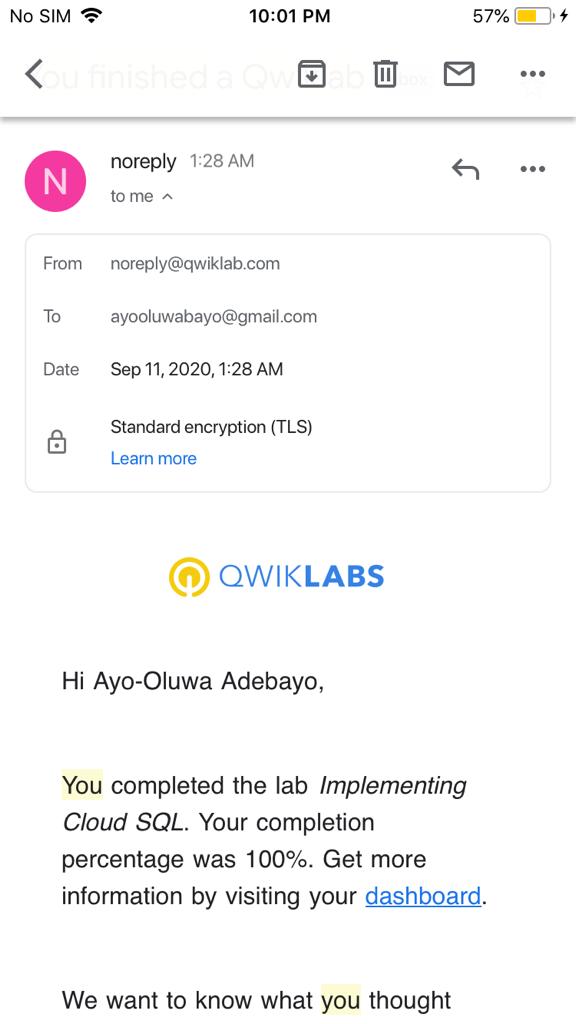 No SIM 10:01 PM 57%
You finished a Qwiklab
noreply 1:28 AM
N
to me
From noreply@qwiklab.com
To ayooluwabayo@gmail.com
Date Sep 11, 2020, 1:28 AM
Standard encryption (TLS)
Learn more
QWIKLABS
Hi Ayo-Oluwa Adebayo,
You completed the lab Implementing
Cloud SQL. Your completion
percentage was 100%. Get more
information by visiting your dashboard.
We want to know what you thought